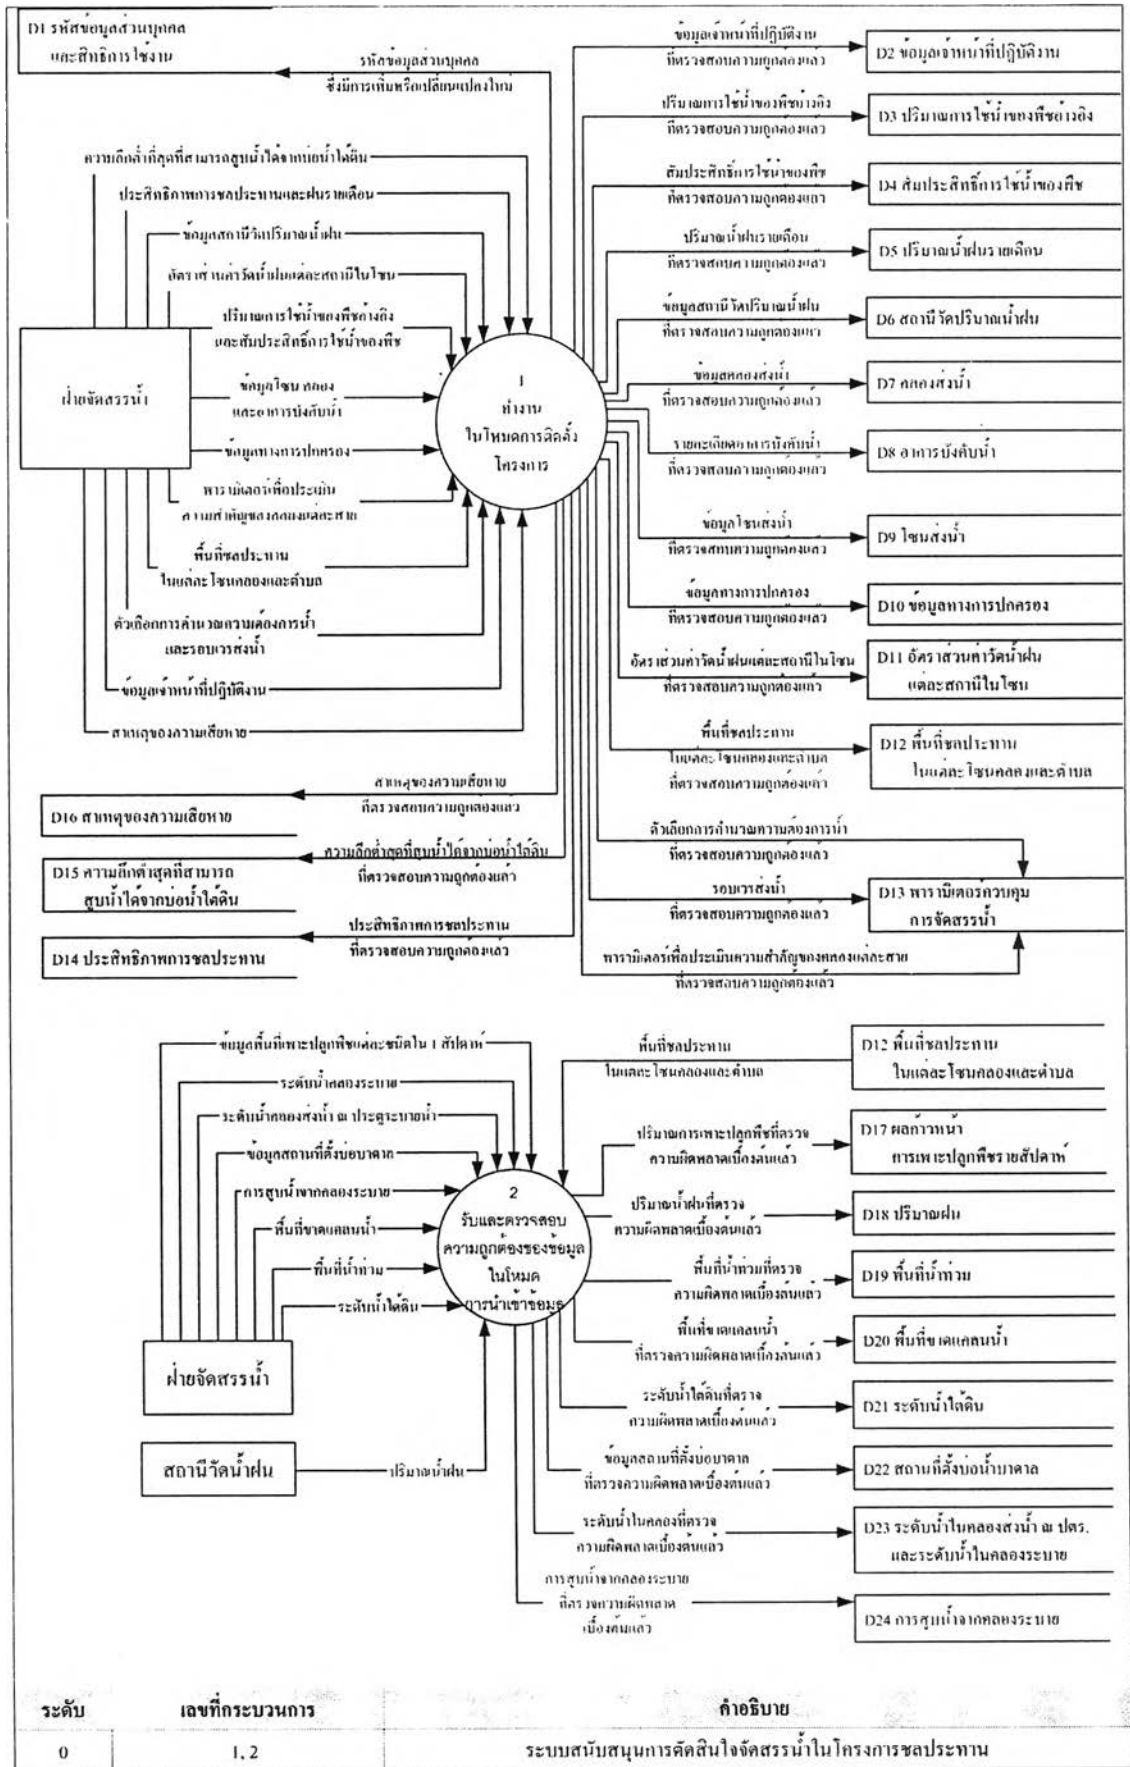 D1 รหัสข้อมูลส่วนบุคคล
และสิทธิการใช้งาน
รหัสข้อมูลส่วนบุคคล
ซึ่งมีการเพิ่มหรือเปลี่ยนแปลงใหม่
ข้อมูลเจ้าหน้าที่ปฏิบัติงาน
ที่ตรวจสอบความถูกต้องแล้ว
D2 ข้อมูลเจ้าหน้าที่ปฏิบัติงาน
ปริมาณการใช้น้ำของพืชอ้างอิง
ที่ตรวจสอบความถูกต้องแล้ว
D3 ปริมาณการใช้น้ำของพืชอ้างอิง
สัมประสิทธิ์การใช้น้ำของพืช
ที่ตรวจสอบความถูกต้องแล้ว
D4 สัมประสิทธิ์การใช้น้ำของพืช
ปริมาณน้ำฝนรายเดือน
ที่ตรวจสอบความถูกต้องแล้ว
D5 ปริมาณน้ำฝนรายเดือน
ข้อมูลสถานีวัดปริมาณน้ำฝน
ที่ตรวจสอบความถูกต้องแล้ว
D6 สถานีวัดปริมาณน้ำฝน
ข้อมูลคลองส่งน้ำ
ที่ตรวจสอบความถูกต้องแล้ว
D7 คลองส่งน้ำ
รายละเอียดอาคารบังคับน้ำ
ที่ตรวจสอบความถูกต้องแล้ว
D8 อาคารบังคับน้ำ
ข้อมูลโซนส่งน้ำ
ที่ตรวจสอบความถูกต้องแล้ว
D9 โซนส่งน้ำ
ข้อมูลทางการปกครอง
ที่ตรวจสอบความถูกต้องแล้ว
D10 ข้อมูลทางการปกครอง
อัตราส่วนค่าวัดน้ำฝนแต่ละสถานีในโซน
ที่ตรวจสอบความถูกต้องแล้ว
D11 อัตราส่วนค่าวัดน้ำฝน
แต่ละสถานีในโซน
พื้นที่ชลประทาน
ในแต่ละโซนคลองและตำบล
ที่ตรวจสอบความถูกต้องแล้ว
D12 พื้นที่ชลประทาน
ในแต่ละโซนคลองและตำบล
ตัวเลือกการคำนวณความต้องการน้ำ
ที่ตรวจสอบความถูกต้องแล้ว
รอบเวรส่งน้ำ
ที่ตรวจสอบความถูกต้องแล้ว
D13 พารามิเตอร์ควบคุม
การจัดสรรน้ำ
พารามิเตอร์เพื่อประเมินความสำคัญของคลองแต่ละสาย
ที่ตรวจสอบความถูกต้องแล้ว
ความลึกต่ำที่สุดที่สามารถสูบน้ำได้จากบ่อน้ำใต้ดิน
ประสิทธิภาพการชลประทานและฝนรายเดือน
ข้อมูลสถานีวัดปริมาณน้ำฝน
อัตราส่วนค่าวัดน้ำฝนแต่ละสถานีในโซน
ปริมาณการใช้น้ำของพืชอ้างอิง
และสัมประสิทธิ์การใช้น้ำของพืช
ฝ่ายจัดสรรน้ำ
ข้อมูลโซน คลอง
และอาคารบังคับน้ำ
ข้อมูลทางการปกครอง
พารามิเตอร์เพื่อประเมิน
ความสำคัญของคลองแต่ละสาย
พื้นที่ชลประทาน
ในแต่ละโซนคลองและตำบล
ตัวเลือกการคำนวณความต้องการน้ำ
และรอบเวรส่งน้ำ
ข้อมูลเจ้าหน้าที่ปฏิบัติงาน
สาเหตุของความเสียหาย
1
ทำงาน
ในโหมดการติดตั้ง
โครงการ
สาเหตุของความเสียหาย
ที่ตรวจสอบความถูกต้องแล้ว
D16 สาเหตุของความเสียหาย
ความลึกต่ำสุดที่สูบน้ำได้จากบ่อน้ำใต้ดิน
ที่ตรวจสอบความถูกต้องแล้ว
D15 ความลึกต่ำสุดที่สามารถ
สูบน้ำได้จากบ่อน้ำใต้ดิน
ประสิทธิภาพการชลประทาน
ที่ตรวจสอบความถูกต้องแล้ว
D14 ประสิทธิภาพการชลประทาน
ข้อมูลพื้นที่เพาะปลูกพืชแต่ละชนิดใน 1 สัปดาห์
ระดับน้ำคลองระบาย
ระดับน้ำคลองส่งน้ำ ณ ประตูระบายน้ำ
ข้อมูลสถานที่ตั้งบ่อบาดาล
การสูบน้ำจากคลองระบาย
พื้นที่ขาดแคลนน้ำ
พื้นที่น้ำท่วม
ระดับน้ำใต้ดิน
ฝ่ายจัดสรรน้ำ
สถานีวัดน้ำฝน
ปริมาณน้ำฝน
2
รับและตรวจสอบ
ความถูกต้องของข้อมูล
ในโหมด
การนำเข้าข้อมูล
พื้นที่ชลประทาน
ในแต่ละโซนคลองและตำบล
D12 พื้นที่ชลประทาน
ในแต่ละโซนคลองและตำบล
ปริมาณการเพาะปลูกพืชที่ตรวจ
ความผิดพลาดเบื้องต้นแล้ว
D17 ผลก้าวหน้า
การเพาะปลูกพืชรายสัปดาห์
ปริมาณน้ำฝนที่ตรวจ
ความผิดพลาดเบื้องต้นแล้ว
D18 ปริมาณฝน
พื้นที่น้ำท่วมที่ตรวจ
ความผิดพลาดเบื้องต้นแล้ว
D19 พื้นที่น้ำท่วม
พื้นที่ขาดแคลนน้ำ
ที่ตรวจความผิดพลาดเบื้องต้นแล้ว
D20 พื้นที่ขาดแคลนน้ำ
ระดับน้ำใต้ดินที่ตรวจ
ความผิดพลาดเบื้องต้นแล้ว
D21 ระดับน้ำใต้ดิน
ข้อมูลสถานที่ตั้งบ่อบาดาล
ที่ตรวจความผิดพลาดเบื้องต้นแล้ว
D22 สถานที่ตั้งบ่อน้ำบาดาล
ระดับน้ำในคลองที่ตรวจ
ความผิดพลาดเบื้องต้นแล้ว
D23 ระดับน้ำในคลองส่งน้ำ ณ ปตร.
และระดับน้ำในคลองระบาย
การสูบน้ำจากคลองระบาย
ที่ตรวจความผิดพลาด
เบื้องต้นแล้ว
D24 การสูบน้ำจากคลองระบาย
ระดับ เลขที่กระบวนการ คำอธิบาย
0 1, 2 ระบบสนับสนุนการตัดสินใจจัดสรรน้ำในโครงการชลประทาน